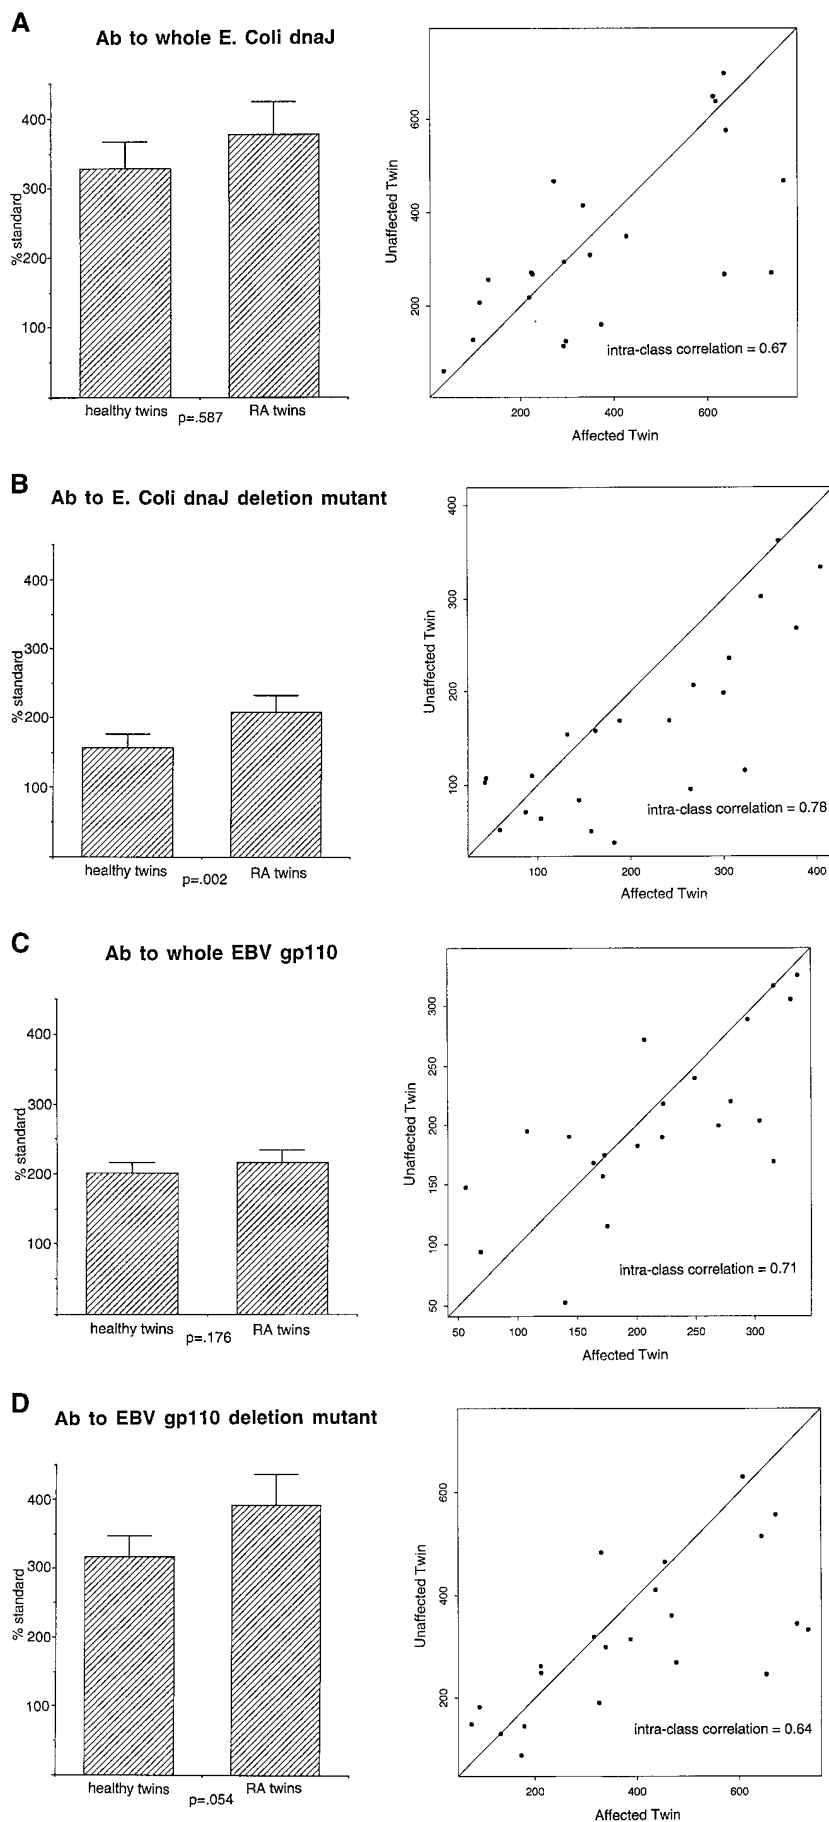 A
Ab to whole E. Coli dnaJ
% standard
400
300
200
100
healthy twins
RA twins
p=.587
Unaffected Twin
600
400
200
intra-class correlation = 0.67
200
400
600
Affected Twin
B
Ab to E. Coli dnaJ deletion mutant
% standard
400
300
200
100
healthy twins
RA twins
p=.002
Unaffected Twin
400
300
200
100
intra-class correlation = 0.78
100
200
300
400
Affected Twin
C
Ab to whole EBV gp110
% standard
400
300
200
100
healthy twins
RA twins
p=.176
Unaffected Twin
300
250
200
150
100
50
intra-class correlation = 0.71
50
100
150
200
250
300
Affected Twin
D
Ab to EBV gp110 deletion mutant
% standard
400
300
200
100
healthy twins
RA twins
p=.054
Unaffected Twin
600
400
200
intra-class correlation = 0.64
200
400
600
Affected Twin